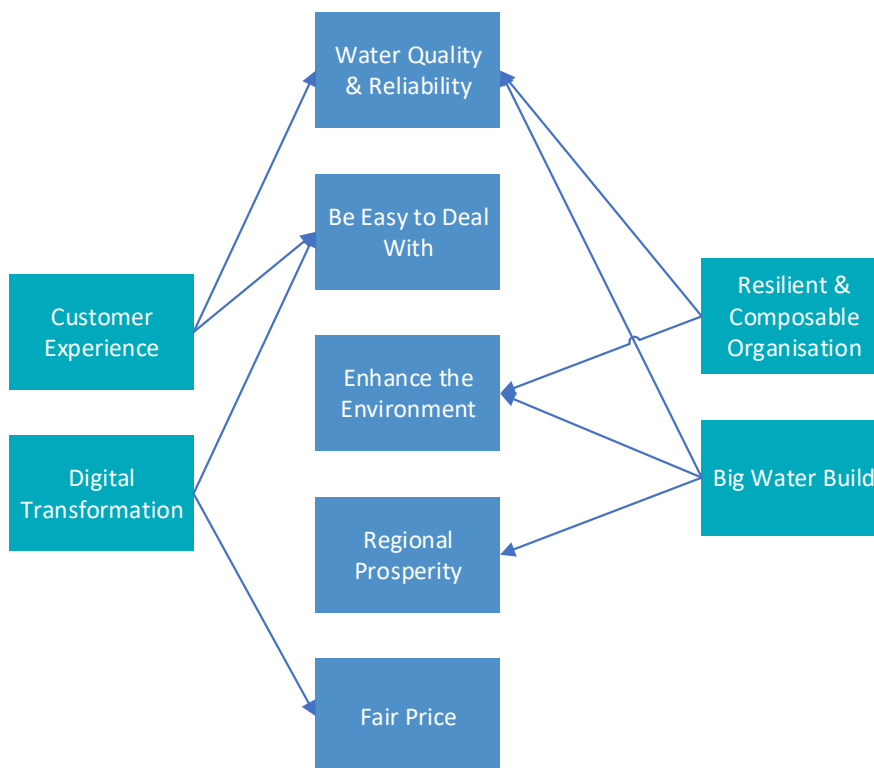 Water Quality
& Reliability
Be Easy to Deal
With
Customer
Experience
Resilient &
Composable
Organisation
Enhance the
Environment
Digital
Transformation
Big Water Build
Regional
Prosperity
Fair Price